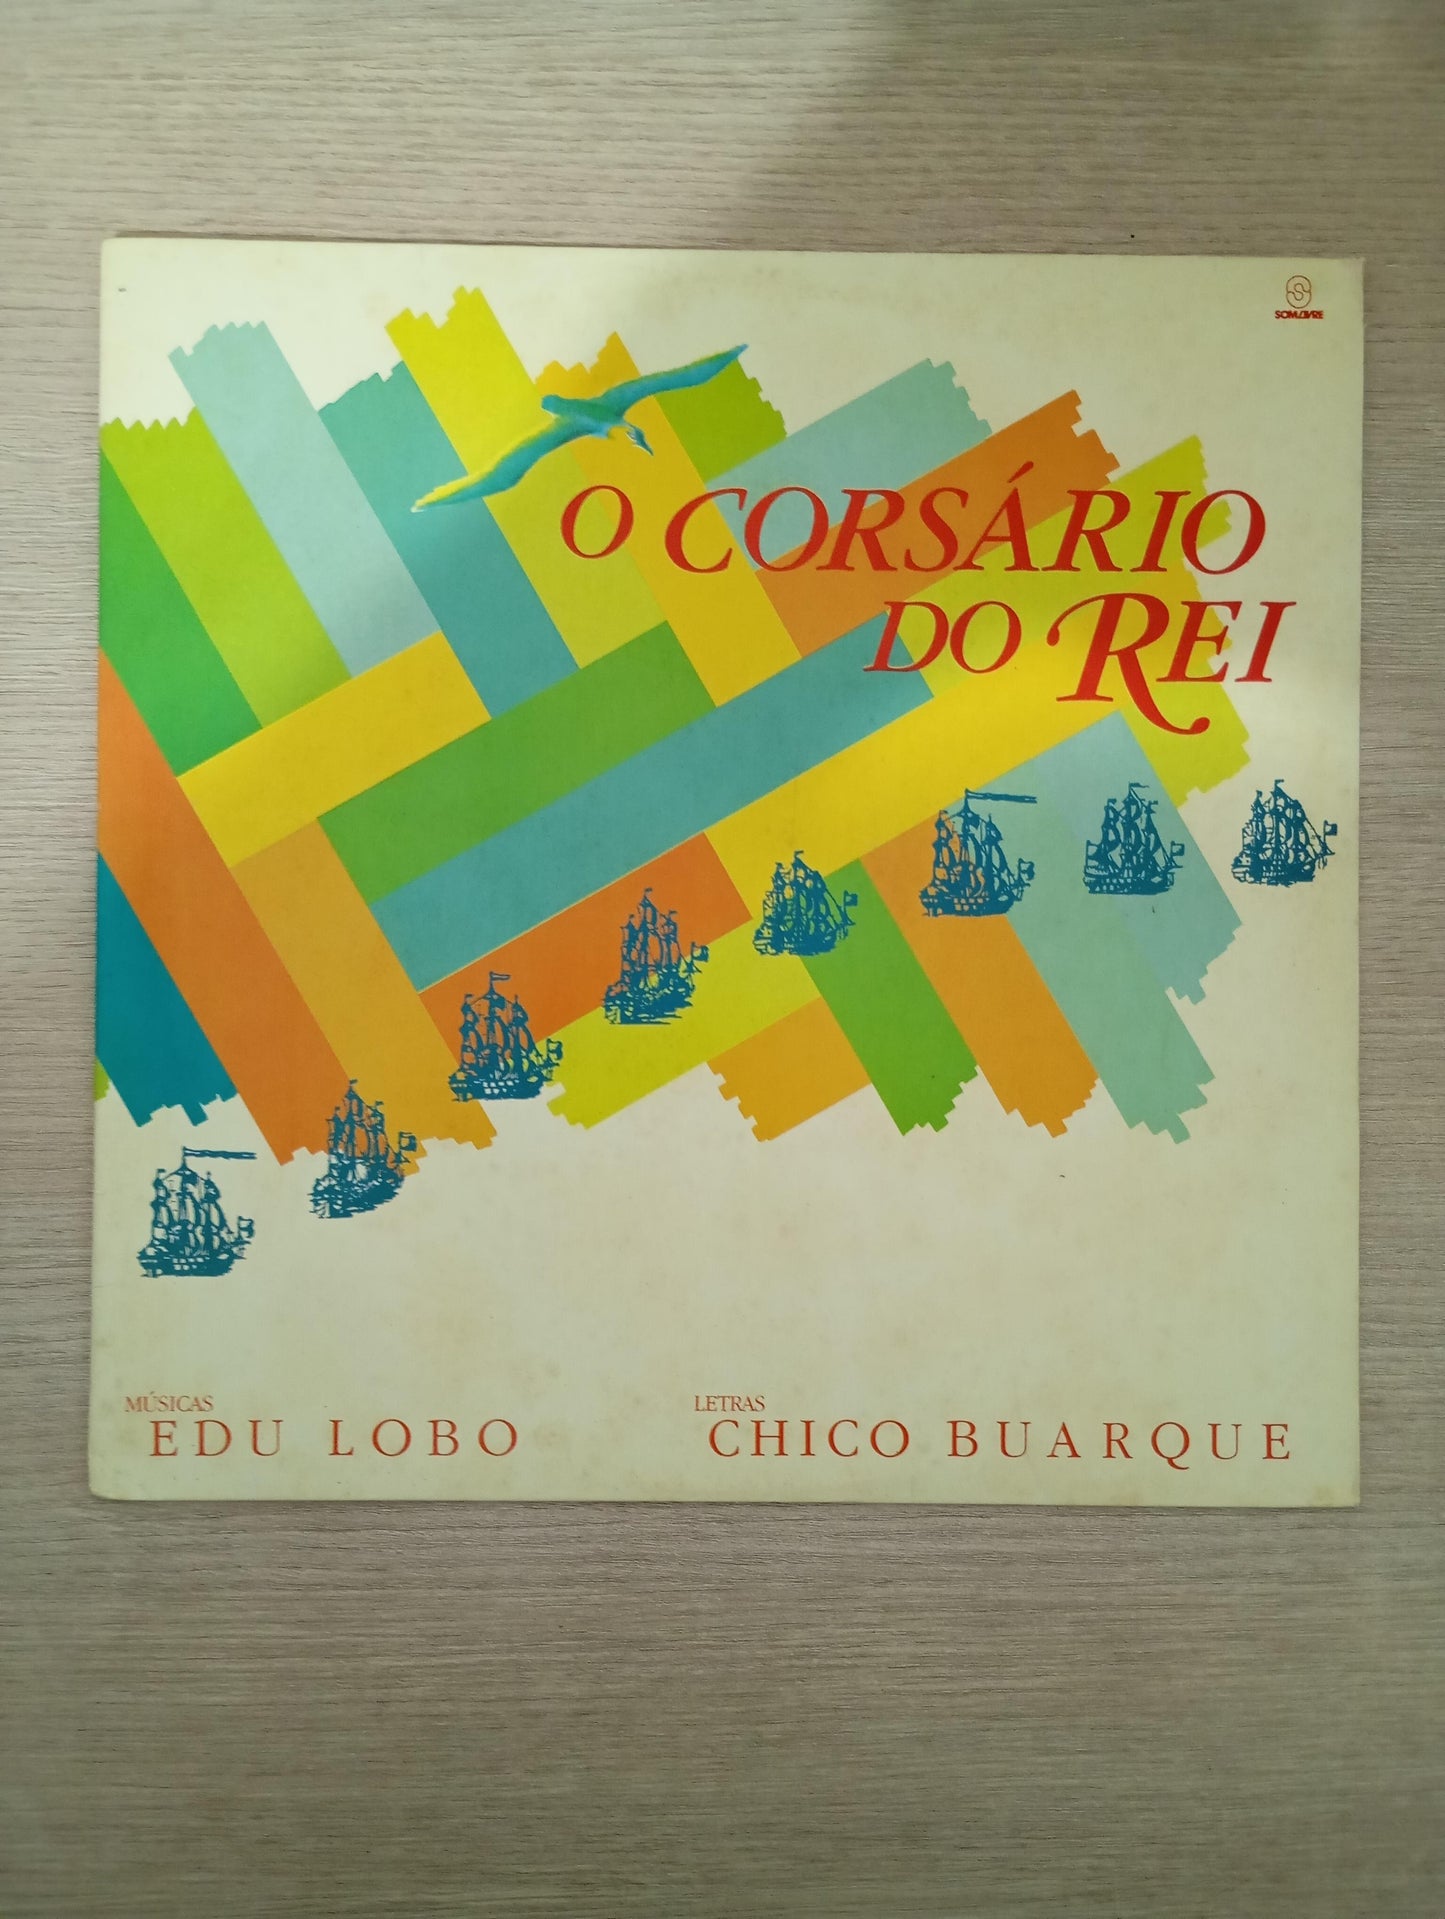 SOM LIVRE
O CORSÁRIO
DO REI
MÚSICAS
EDU LOBO
LETRAS
CHICO BUARQUE